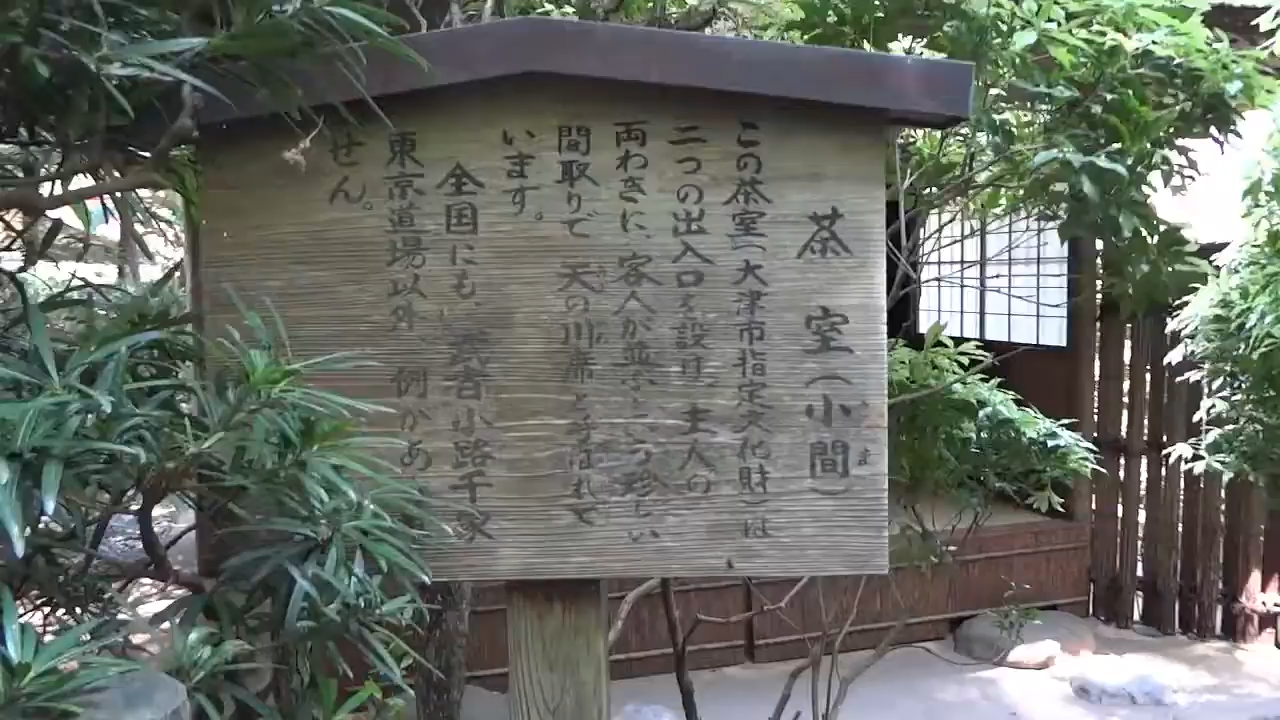 茶室(小間)
この茶室(大津市指定文化財)は
二つの出入口を設け、主人の
両わきに、客人が並ぶという珍しい
間取りで 天の川席と呼ばれて
います。
全国にも、武者小路千家
東京道場以外 例があ
せん。